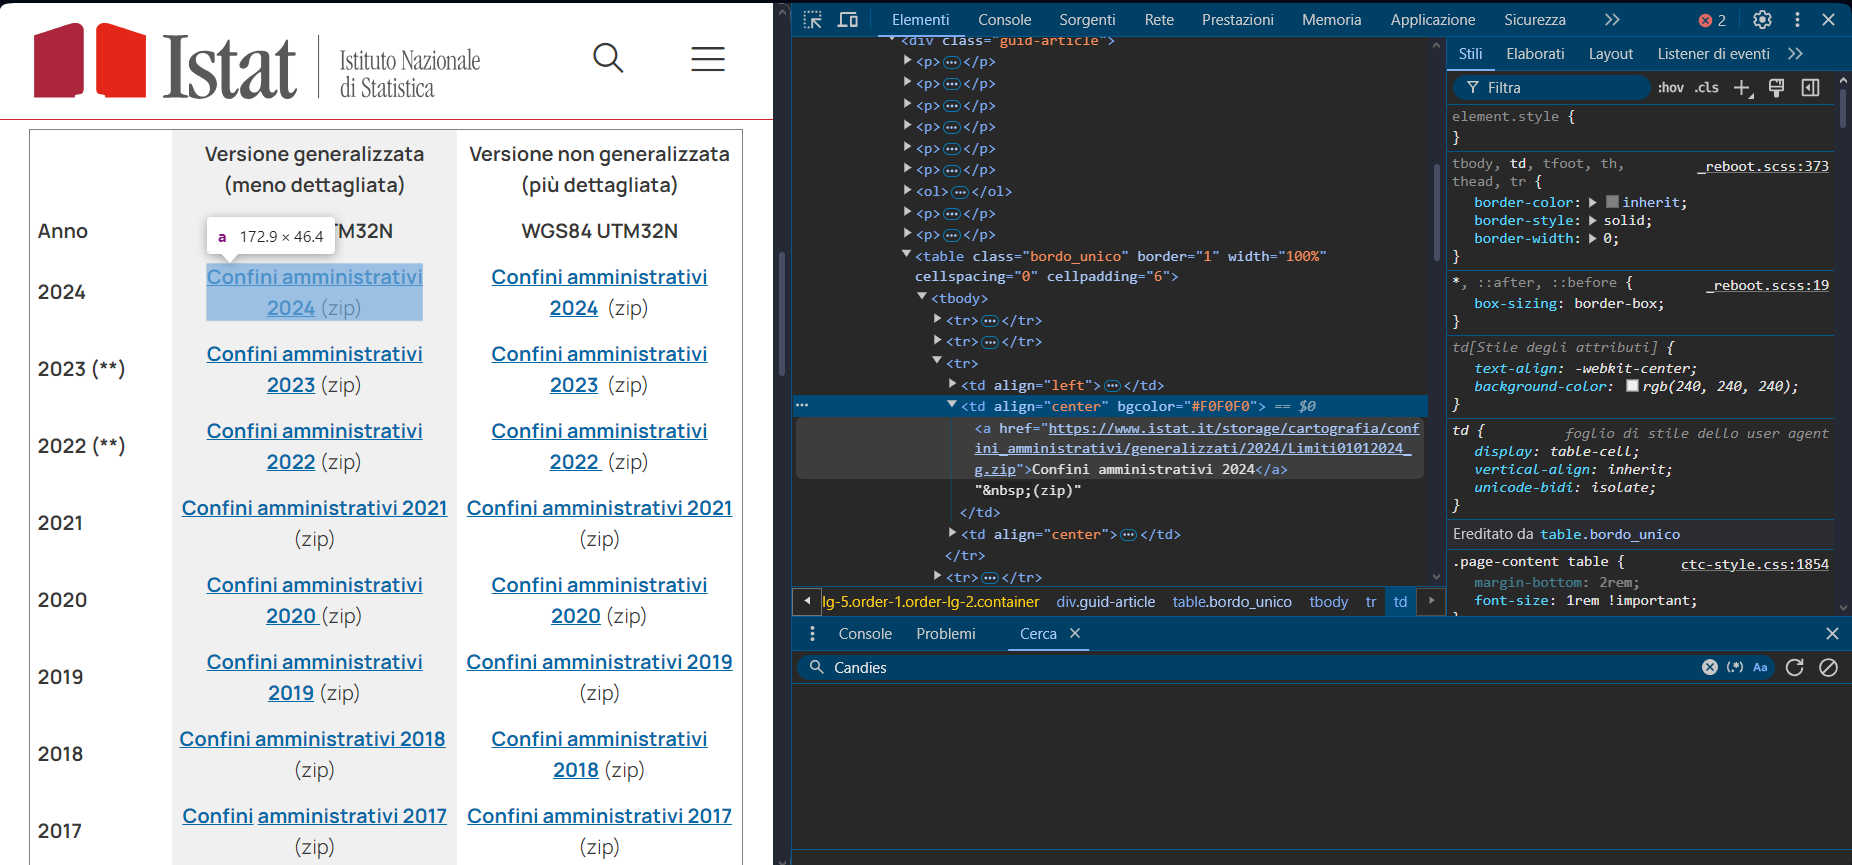 Istat
Istituto Nazionale
di Statistica
Versione generalizzata
(meno dettagliata)
Versione non generalizzata
(più dettagliata)
Anno
TM32N
WGS84 UTM32N
a 172.9 × 46.4
2024
Confini amministrativi
2024 (zip)
Confini amministrativi
2024 (zip)
2023 (**)
Confini amministrativi
2023 (zip)
Confini amministrativi
2023 (zip)
2022 (**)
Confini amministrativi
2022 (zip)
Confini amministrativi
2022 (zip)
2021
Confini amministrativi 2021
(zip)
Confini amministrativi 2021
(zip)
2020
Confini amministrativi
2020 (zip)
Confini amministrativi
2020 (zip)
2019
Confini amministrativi
2019 (zip)
Confini amministrativi 2019
(zip)
2018
Confini amministrativi 2018
(zip)
Confini amministrativi
2018 (zip)
2017
Confini amministrativi 2017
(zip)
Confini amministrativi 2017
(zip)
Elementi Console Sorgenti Rete Prestazioni Memoria Applicazione Sicurezza 2
<div class="guid-article">
<p>…</p>
<p>…</p>
<p>…</p>
<p>…</p>
<p>…</p>
<p>…</p>
<ol>…</ol>
<p>…</p>
<p>…</p>
<table class="bordo_unico" border="1" width="100%"
cellspacing="0" cellpadding="6">
<tbody>
<tr>…</tr>
<tr>…</tr>
<tr>
<td align="left">…</td>
<td align="center" bgcolor="#F0F0F0"> == $0
<a href="https://www.istat.it/storage/cartografia/conf
ini_amministrativi/generalizzati/2024/Limiti01012024_
g.zip">Confini amministrativi 2024</a>
"&nbsp;(zip)"
</td>
<td align="center">…</td>
</tr>
<tr>…</tr>
lg-5.order-1.order-lg-2.container div.guid-article table.bordo_unico tbody tr td
Stili Elaborati Layout Listener di eventi
Filtra :hov .cls
element.style {
}
tbody, td, tfoot, th, _reboot.scss:373
thead, tr {
border-color: inherit;
border-style: solid;
border-width: 0;
}
*, ::after, ::before { _reboot.scss:19
box-sizing: border-box;
}
td[Stile degli attributi] {
text-align: -webkit-center;
background-color: rgb(240, 240, 240);
}
td { foglio di stile dello user agent
display: table-cell;
vertical-align: inherit;
unicode-bidi: isolate;
}
Ereditato da table.bordo_unico
.page-content table { ctc-style.css:1854
margin-bottom: 2rem;
font-size: 1rem !important;
}
Console Problemi Cerca
Candies (.*) Aa